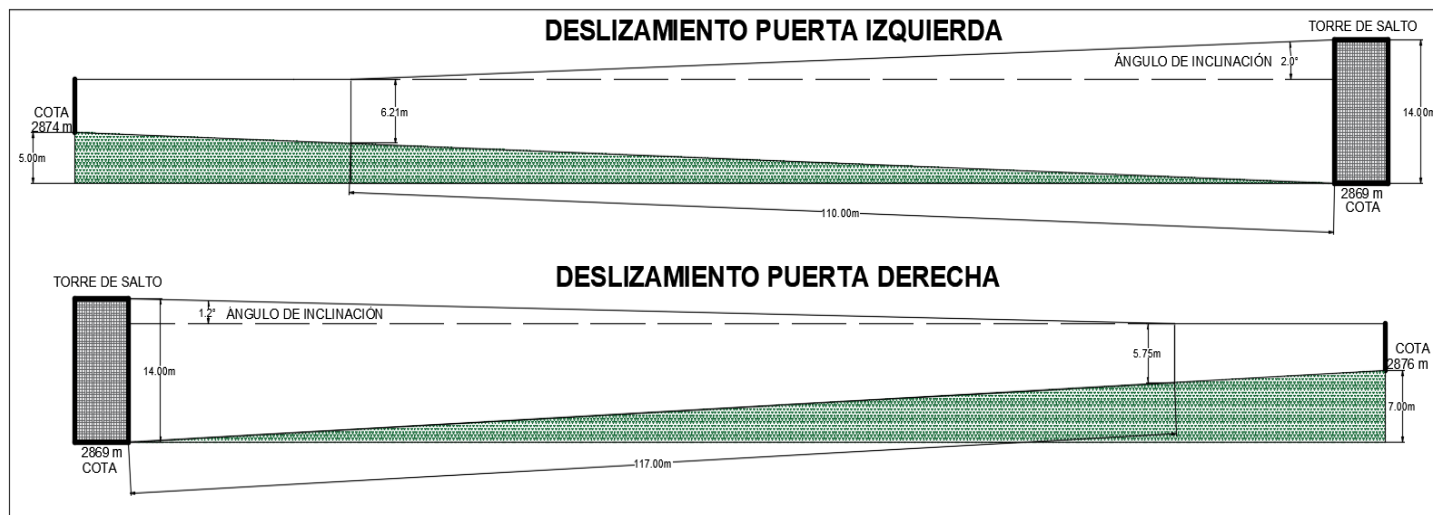 DESLIZAMIENTO PUERTA IZQUIERDA
TORRE DE SALTO
ÁNGULO DE INCLINACIÓN
2.0°
COTA
2874 m
6.21m
14.00m
5.00m
2869 m
COTA
110.00m
DESLIZAMIENTO PUERTA DERECHA
TORRE DE SALTO
1.2°
ÁNGULO DE INCLINACIÓN
14.00m
5.75m
COTA
2876 m
7.00m
2869 m
COTA
117.00m